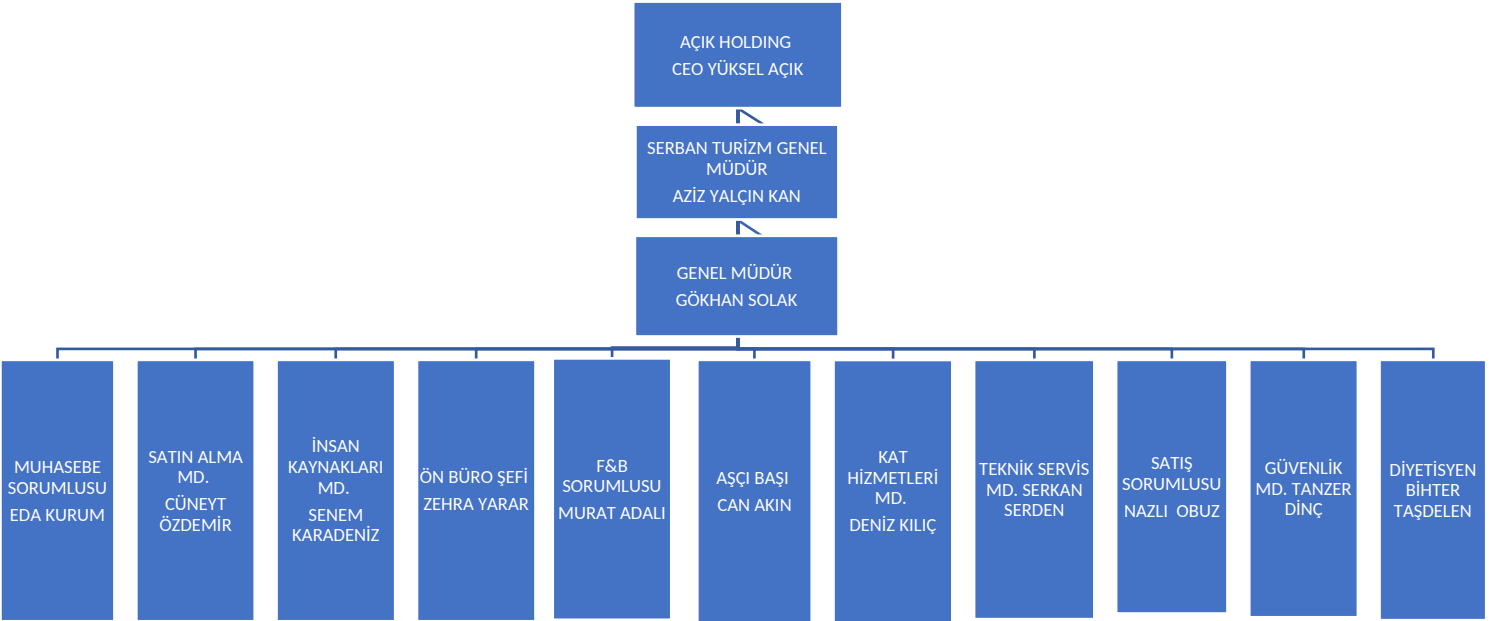 AÇIK HOLDING
CEO YÜKSEL AÇIK
SERBAN TURİZM GENEL
MÜDÜR
AZİZ YALÇIN KAN
GENEL MÜDÜR
GÖKHAN SOLAK
MUHASEBE
SORUMLUSU
EDA KURUM
SATIN ALMA
MD.
CÜNEYT
ÖZDEMİR
İNSAN
KAYNAKLARI
MD.
SENEM
KARADENİZ
ÖN BÜRO ŞEFİ
ZEHRA YARAR
F&B
SORUMLUSU
MURAT ADALI
AŞÇI BAŞI
CAN AKIN
KAT
HİZMETLERİ
MD.
DENİZ KILIÇ
TEKNİK SERVİS
MD. SERKAN
SERDEN
SATIŞ
SORUMLUSU
NAZLI  OBUZ
GÜVENLİK
MD. TANZER
DİNÇ
DİYETİSYEN
BİHTER
TAŞDELEN